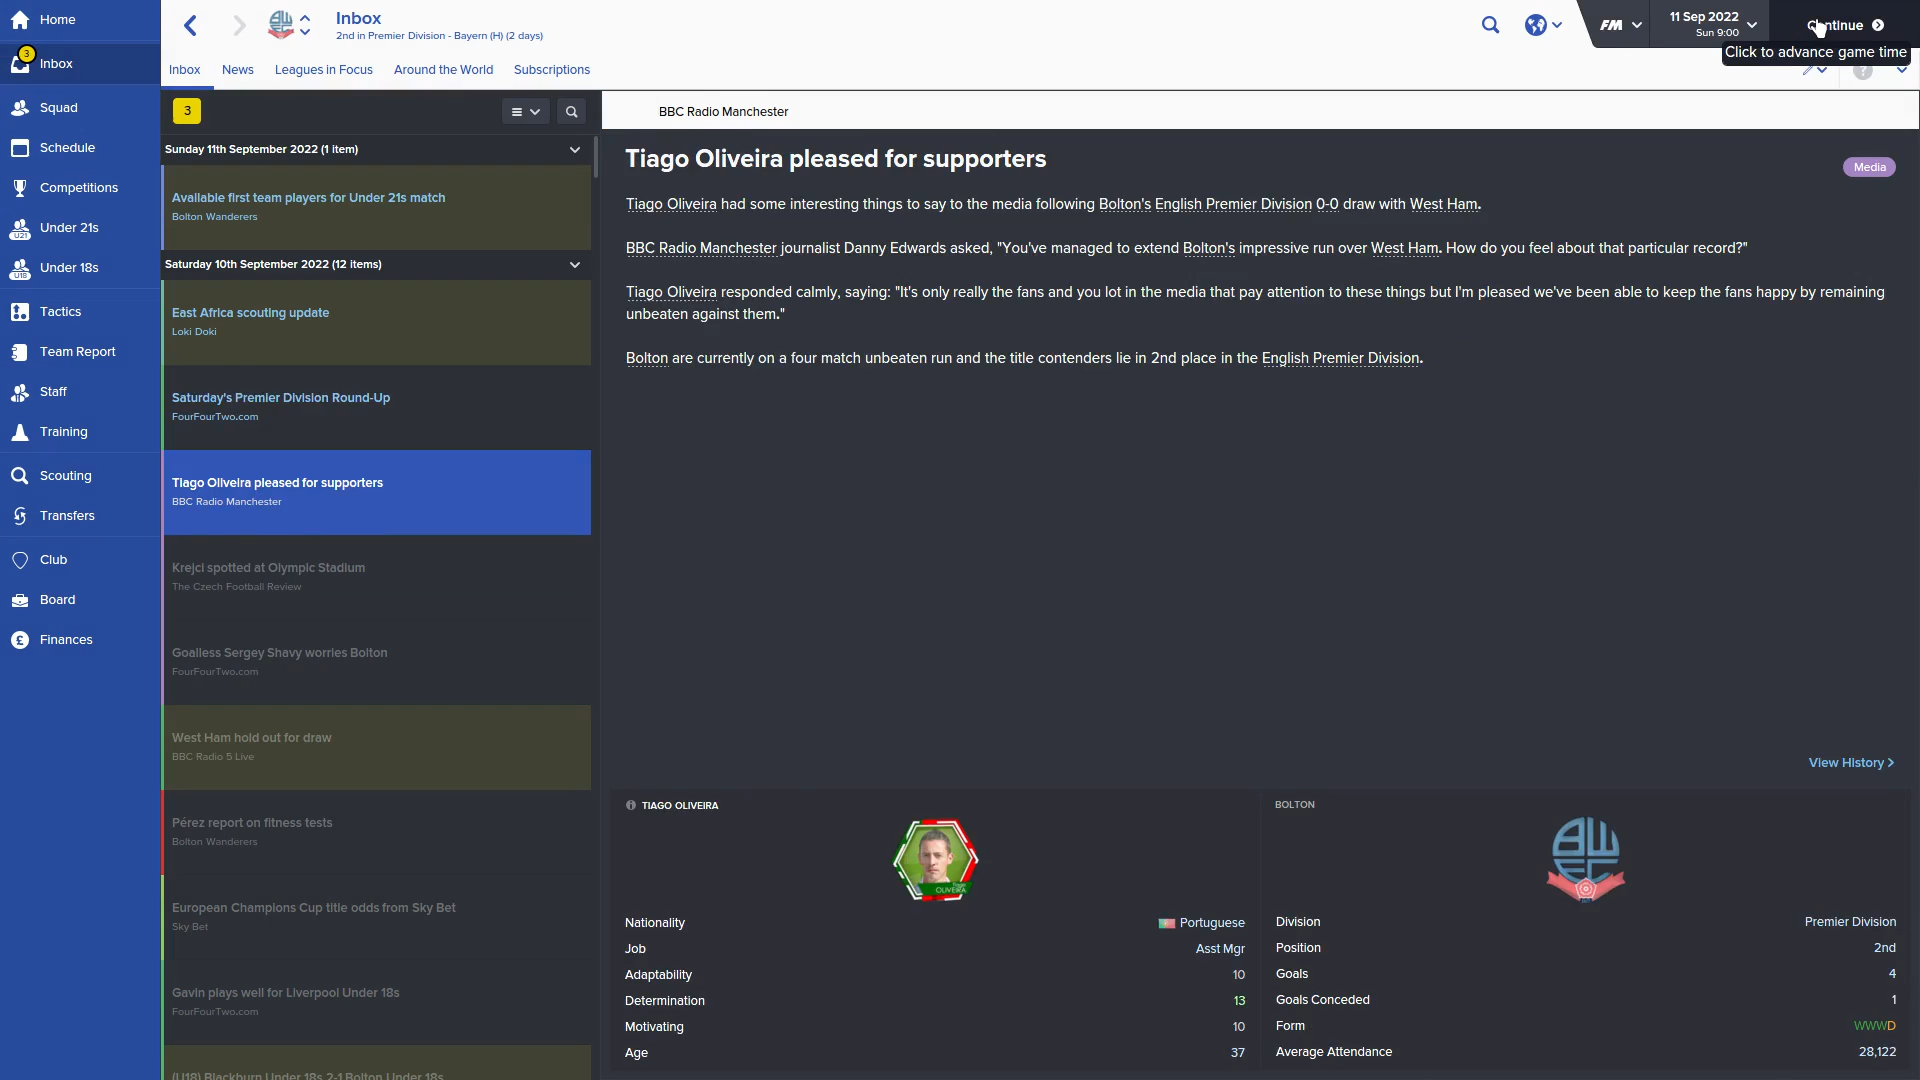 Home
3
Inbox
Squad
Schedule
Competitions
Under 21s
Under 18s
Tactics
Team Report
Staff
Training
Scouting
Transfers
Club
Board
Finances
Inbox
2nd in Premier Division - Bayern (H) (2 days)
FM
11 Sep 2022
Sun 9:00
Click to advance game time
Inbox News Leagues in Focus Around the World Subscriptions
3
Sunday 11th September 2022 (1 item)
Available first team players for Under 21s match
Bolton Wanderers
Saturday 10th September 2022 (12 items)
East Africa scouting update
Loki Doki
Saturday's Premier Division Round-Up
FourFourTwo.com
Tiago Oliveira pleased for supporters
BBC Radio Manchester
Krejcí spotted at Olympic Stadium
The Czech Football Review
Goalless Sergey Shavy worries Bolton
FourFourTwo.com
West Ham hold out for draw
BBC Radio 5 Live
Pérez report on fitness tests
Bolton Wanderers
European Champions Cup title odds from Sky Bet
Sky Bet
Gavin plays well for Liverpool Under 18s
FourFourTwo.com
(U18) Blackburn Under 18s 2-1 Bolton Under 18s
BBC Radio Manchester
Tiago Oliveira pleased for supporters
Media
Tiago Oliveira had some interesting things to say to the media following Bolton's English Premier Division 0-0 draw with West Ham.
BBC Radio Manchester journalist Danny Edwards asked, "You've managed to extend Bolton's impressive run over West Ham. How do you feel about that particular record?"
Tiago Oliveira responded calmly, saying: "It's only really the fans and you lot in the media that pay attention to these things but I'm pleased we've been able to keep the fans happy by remaining
unbeaten against them."
Bolton are currently on a four match unbeaten run and the title contenders lie in 2nd place in the English Premier Division.
View History
TIAGO OLIVEIRA
Tiago
OLIVEIRA
Nationality Portuguese
Job Asst Mgr
Adaptability 10
Determination 13
Motivating 10
Age 37
BOLTON
Division Premier Division
Position 2nd
Goals 4
Goals Conceded 1
Form WWWD
Average Attendance 28,122